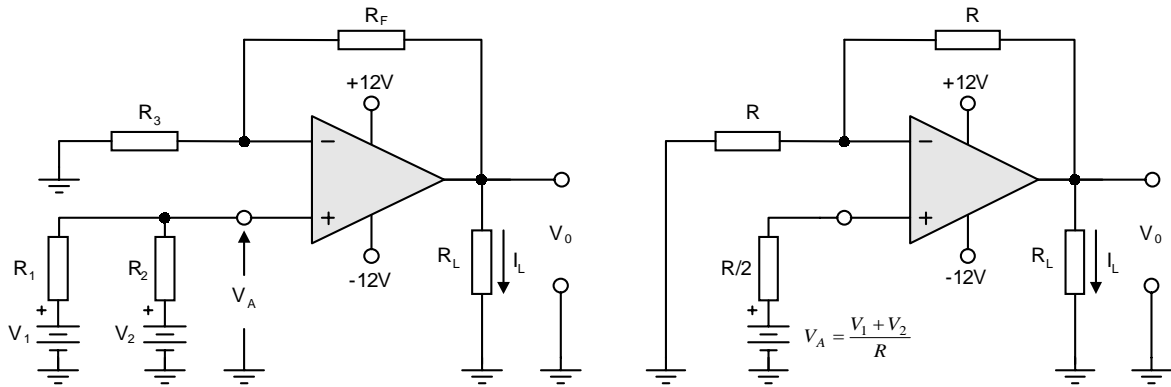 R_F
+12V
R_3
−
+
R_1
R_2
-12V
V_A
R_L
I_L
V_0
+
+
V_1
V_2
R
+12V
R
−
+
R/2
-12V
R_L
I_L
V_0
+
V_A = \frac{V_1 + V_2}{R}